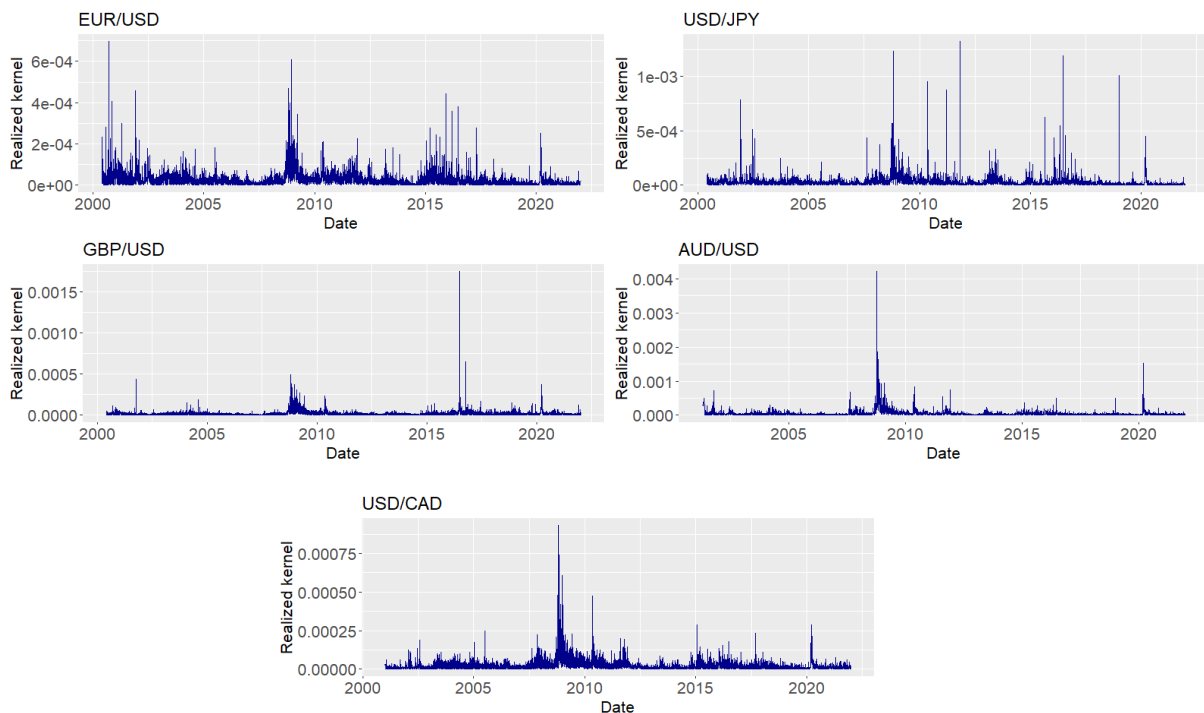 EUR/USD
Realized kernel
6e-04
4e-04
2e-04
0e+00
2000 2005 2010 2015 2020
Date
USD/JPY
Realized kernel
1e-03
5e-04
0e+00
2000 2005 2010 2015 2020
Date
GBP/USD
Realized kernel
0.0015
0.0010
0.0005
0.0000
2000 2005 2010 2015 2020
Date
AUD/USD
Realized kernel
0.004
0.003
0.002
0.001
0.000
2005 2010 2015 2020
Date
USD/CAD
Realized kernel
0.00075
0.00050
0.00025
0.00000
2000 2005 2010 2015 2020
Date